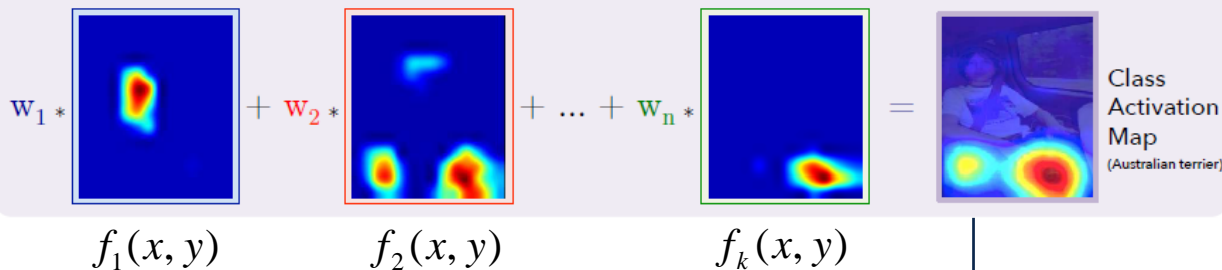 w₁ * + w₂ * + ... + wₙ * =
Class
Activation
Map
(Australian terrier)
f₁(x, y) f₂(x, y) fₖ(x, y)